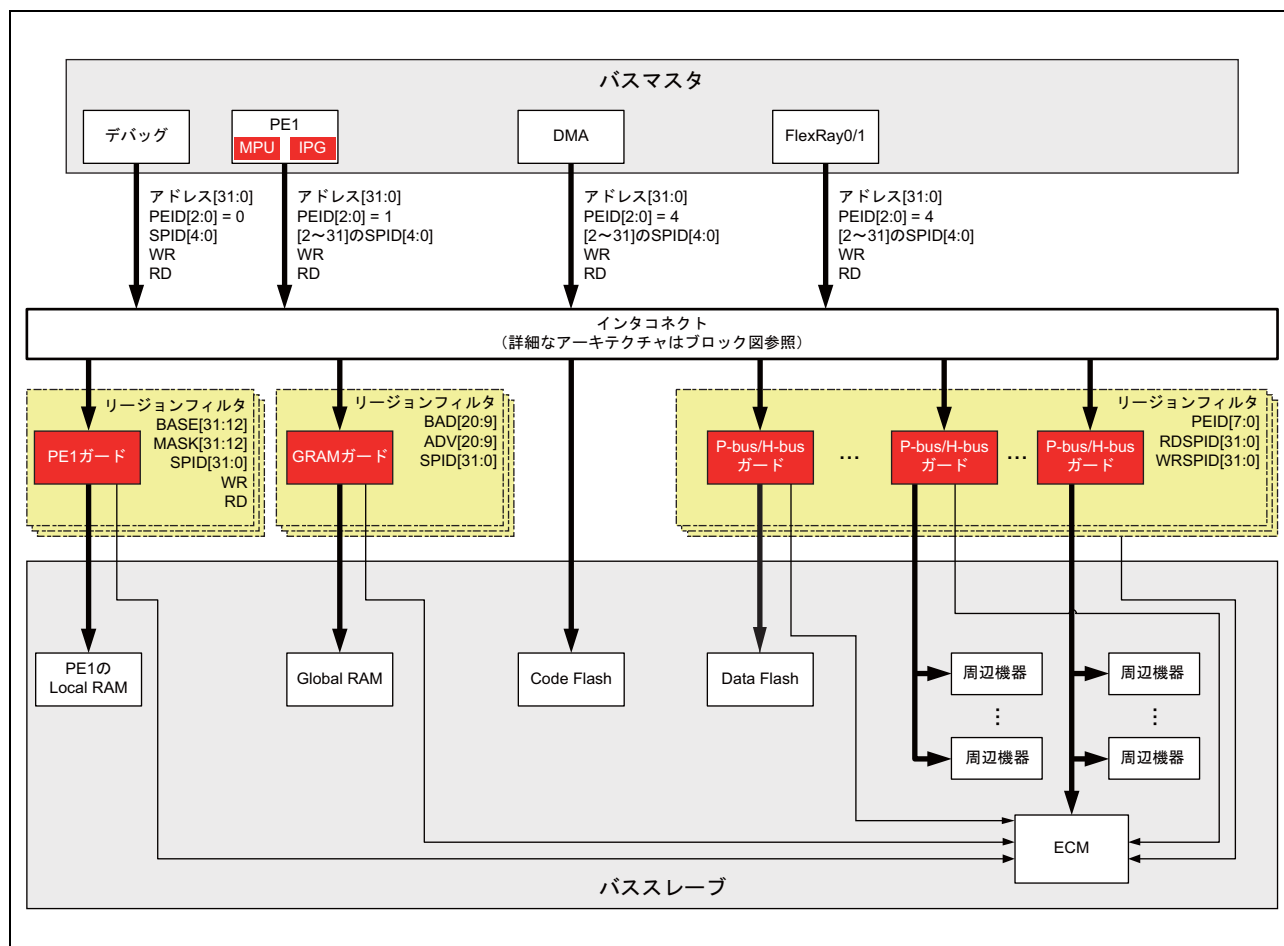 バスマスタ
デバッグ
PE1
MPU
IPG
DMA
FlexRay0/1
アドレス[31:0]
PEID[2:0] = 0
SPID[4:0]
WR
RD
アドレス[31:0]
PEID[2:0] = 1
[2～31]のSPID[4:0]
WR
RD
アドレス[31:0]
PEID[2:0] = 4
[2～31]のSPID[4:0]
WR
RD
アドレス[31:0]
PEID[2:0] = 4
[2～31]のSPID[4:0]
WR
RD
インタコネクト
（詳細なアーキテクチャはブロック図参照）
リージョンフィルタ
BASE[31:12]
MASK[31:12]
SPID[31:0]
WR
RD
PE1ガード
リージョンフィルタ
BAD[20:9]
ADV[20:9]
SPID[31:0]
GRAMガード
リージョンフィルタ
PEID[7:0]
RDSPID[31:0]
WRSPID[31:0]
P-bus/H-bus
ガード
…
P-bus/H-bus
ガード
…
P-bus/H-bus
ガード
PE1の
Local RAM
Global RAM
Code Flash
Data Flash
周辺機器
⋮
周辺機器
周辺機器
⋮
周辺機器
ECM
バススレーブ